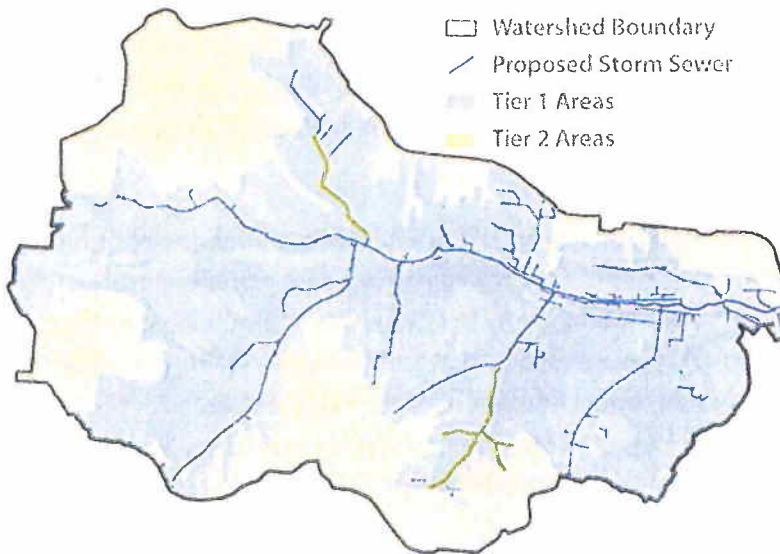 Watershed Boundary
Proposed Storm Sewer
Tier 1 Areas
Tier 2 Areas